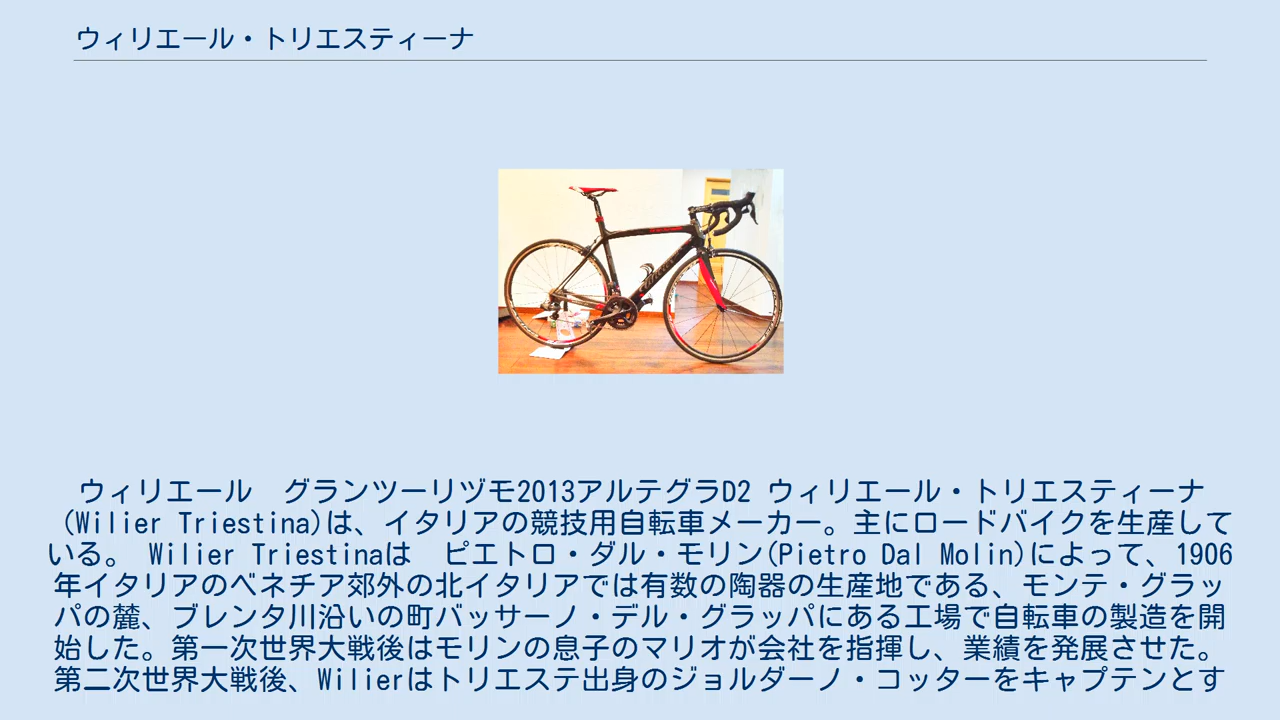 ウィリエール・トリエスティーナ
ウィリエール　グランツーリヅモ2013アルテグラD2 ウィリエール・トリエスティーナ
(Wilier Triestina)は、イタリアの競技用自転車メーカー。主にロードバイクを生産して
いる。 Wilier Triestinaは　ピエトロ・ダル・モリン(Pietro Dal Molin)によって、1906
年イタリアのベネチア郊外の北イタリアでは有数の陶器の生産地である、モンテ・グラッ
パの麓、ブレンタ川沿いの町バッサーノ・デル・グラッパにある工場で自転車の製造を開
始した。第一次世界大戦後はモリンの息子のマリオが会社を指揮し、業績を発展させた。
第二次世界大戦後、Wilierはトリエステ出身のジョルダーノ・コッターをキャプテンとす